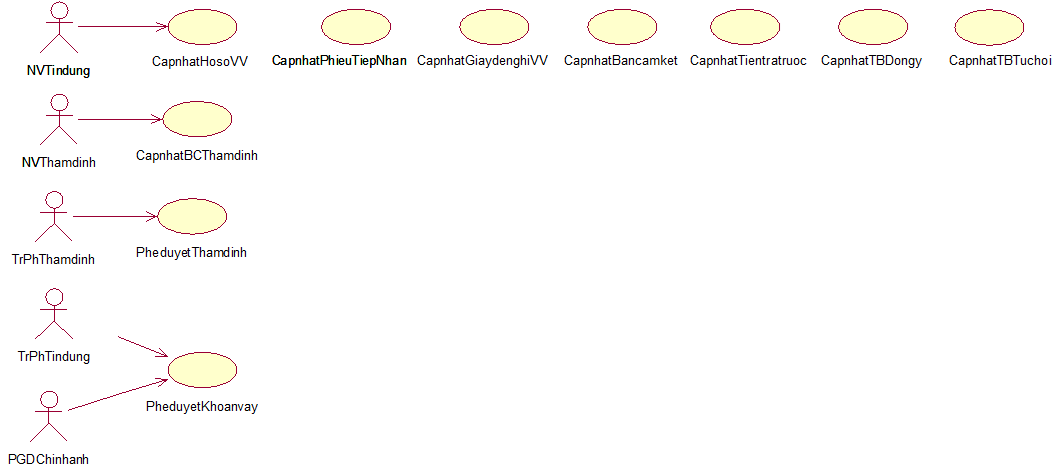 NVTindung
CapnhatHosoVV
CapnhatPhieuTiepNhan
CapnhatGiaydenghiVV
CapnhatBancamket
CapnhatTientratruoc
CapnhatTBDongy
CapnhatTBTuchoi
NVThamdinh
CapnhatBCThamdinh
TrPhThamdinh
PheduyetThamdinh
TrPhTindung
PheduyetKhoanvay
PGDChinhanh